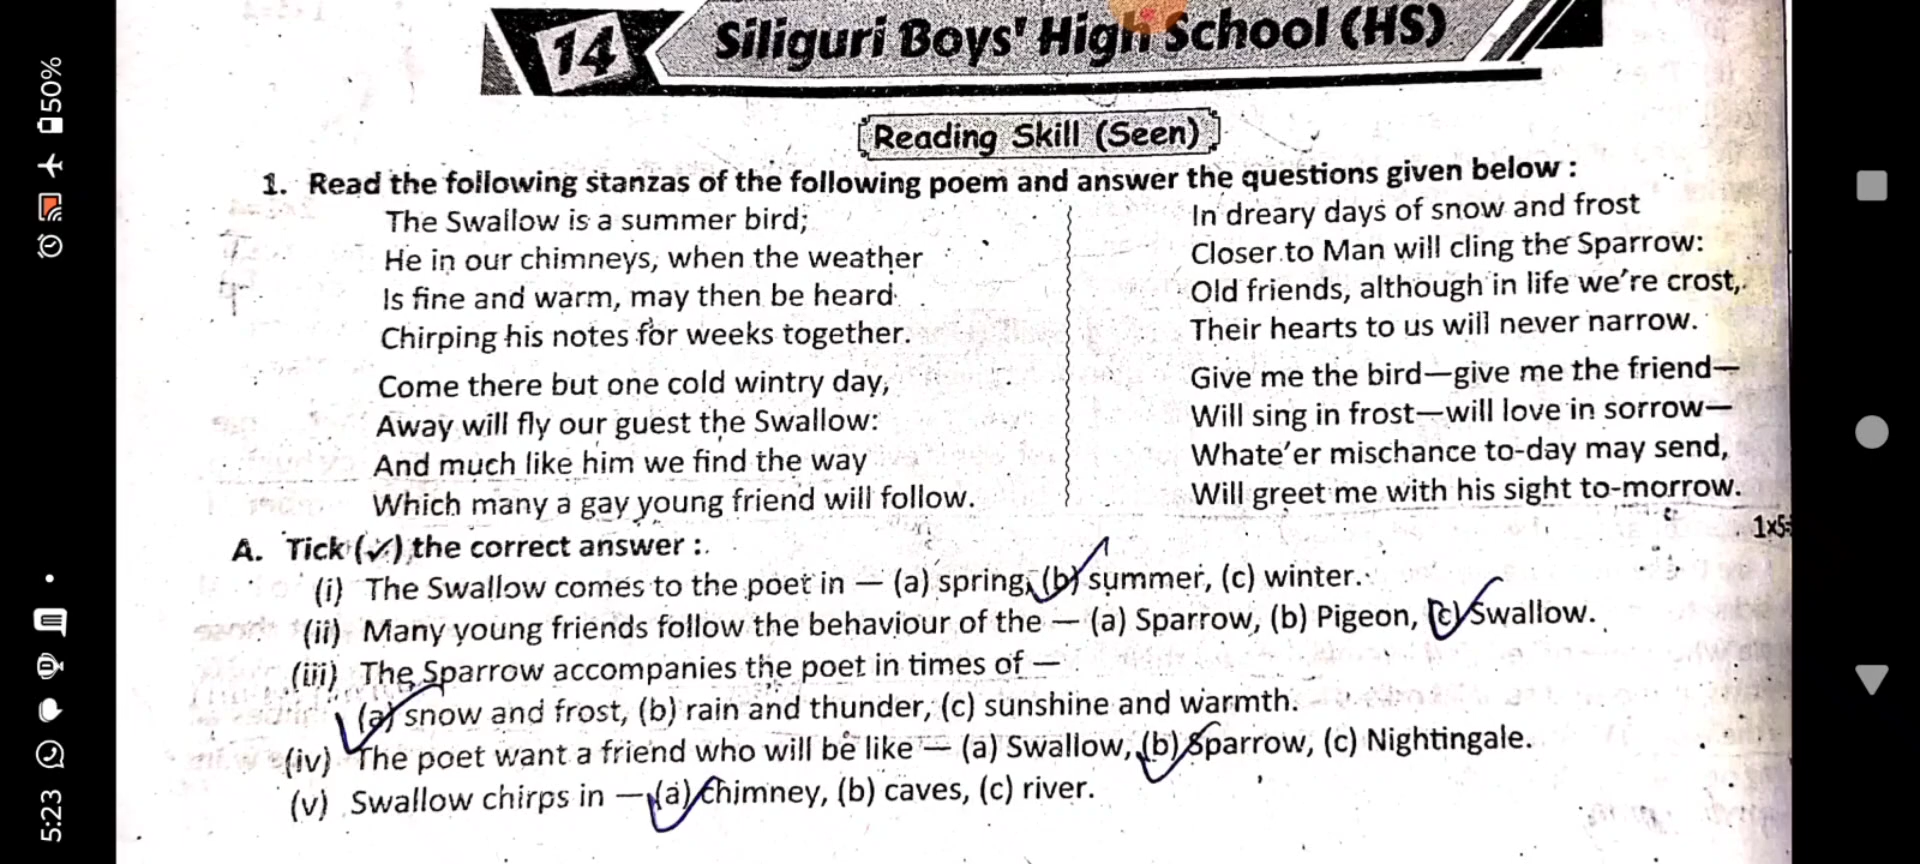 14
Siliguri Boys' High School (HS)
Reading Skill (Seen)
1. Read the following stanzas of the following poem and answer the questions given below :
The Swallow is a summer bird;
He in our chimneys, when the weather
Is fine and warm, may then be heard
Chirping his notes for weeks together.
Come there but one cold wintry day,
Away will fly our guest the Swallow:
And much like him we find the way
Which many a gay young friend will follow.
In dreary days of snow and frost
Closer to Man will cling the Sparrow:
Old friends, although in life we're crost,
Their hearts to us will never narrow.
Give me the bird—give me the friend—
Will sing in frost—will love in sorrow—
Whate'er mischance to-day may send,
Will greet me with his sight to-morrow.
A. Tick (✓) the correct answer :
1x5=
(i) The Swallow comes to the poet in — (a) spring, (b) summer, (c) winter.
(ii) Many young friends follow the behaviour of the — (a) Sparrow, (b) Pigeon, (c) Swallow.
(iii) The Sparrow accompanies the poet in times of —
(a) snow and frost, (b) rain and thunder, (c) sunshine and warmth.
(iv) The poet want a friend who will be like — (a) Swallow, (b) Sparrow, (c) Nightingale.
(v) Swallow chirps in — (a) chimney, (b) caves, (c) river.
5:23
50%